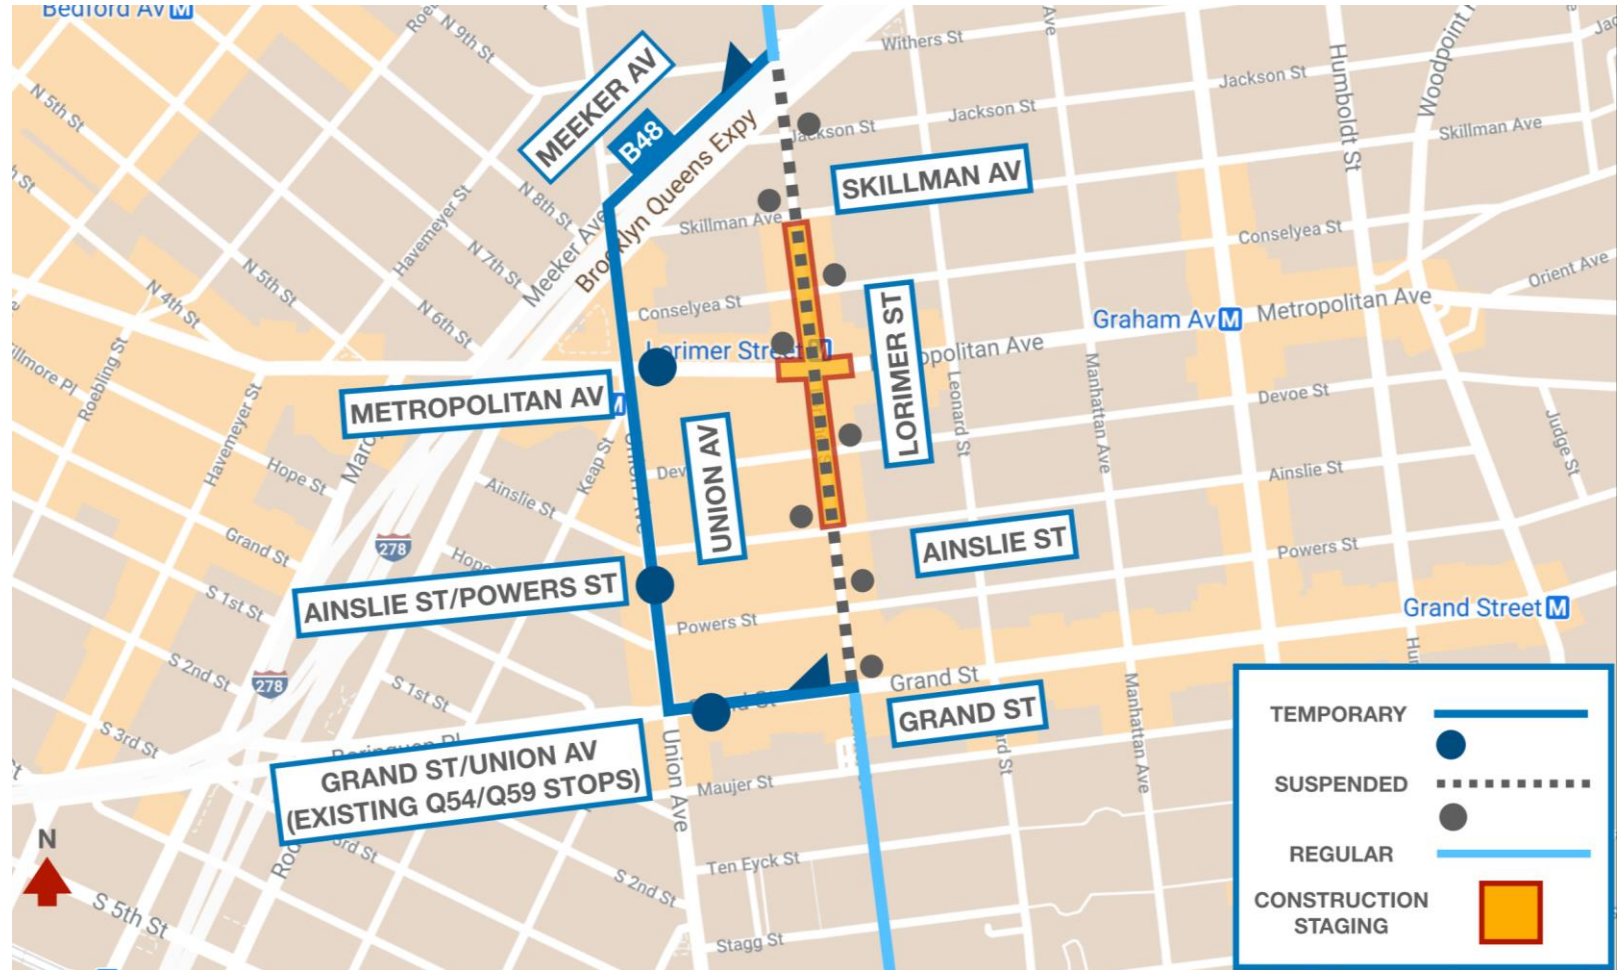 Bedford Av M
N 9th St
Withers St
Jackson St
Humboldt St
N 5th St
MEEKER AV
B48
Jackson St
Jackson St
Skillman Ave
Brooklyn Queens Expy
SKILLMAN AV
N 8th St
Havemeyer St
Skillman Ave
Meeker Ave
N 7th St
Conselyea St
Orient Ave
N 5th St
N 4th St
N 6th St
Conselyea St
LORIMER ST
Graham Av M
Metropolitan Ave
Lorimer Street
Roebling St
METROPOLITAN AV
Leonard St
Manhattan Ave
Devoe St
Judge St
Havemeyer St
Hope St
Keap St
UNION AV
Ainslie St
Ainslie St
Grand St
278
AINSLIE ST
Powers St
AINSLIE ST/POWERS ST
S 1st St
Powers St
Grand Street M
S 2nd St
278
S 1st St
Grand St
GRAND ST
Manhattan Ave
S 3rd St
GRAND ST/UNION AV
(EXISTING Q54/Q59 STOPS)
Union Ave
Maujer St
Ten Eyck St
S 2nd St
Stagg St
S 5th St
N
TEMPORARY
SUSPENDED
REGULAR
CONSTRUCTION
STAGING